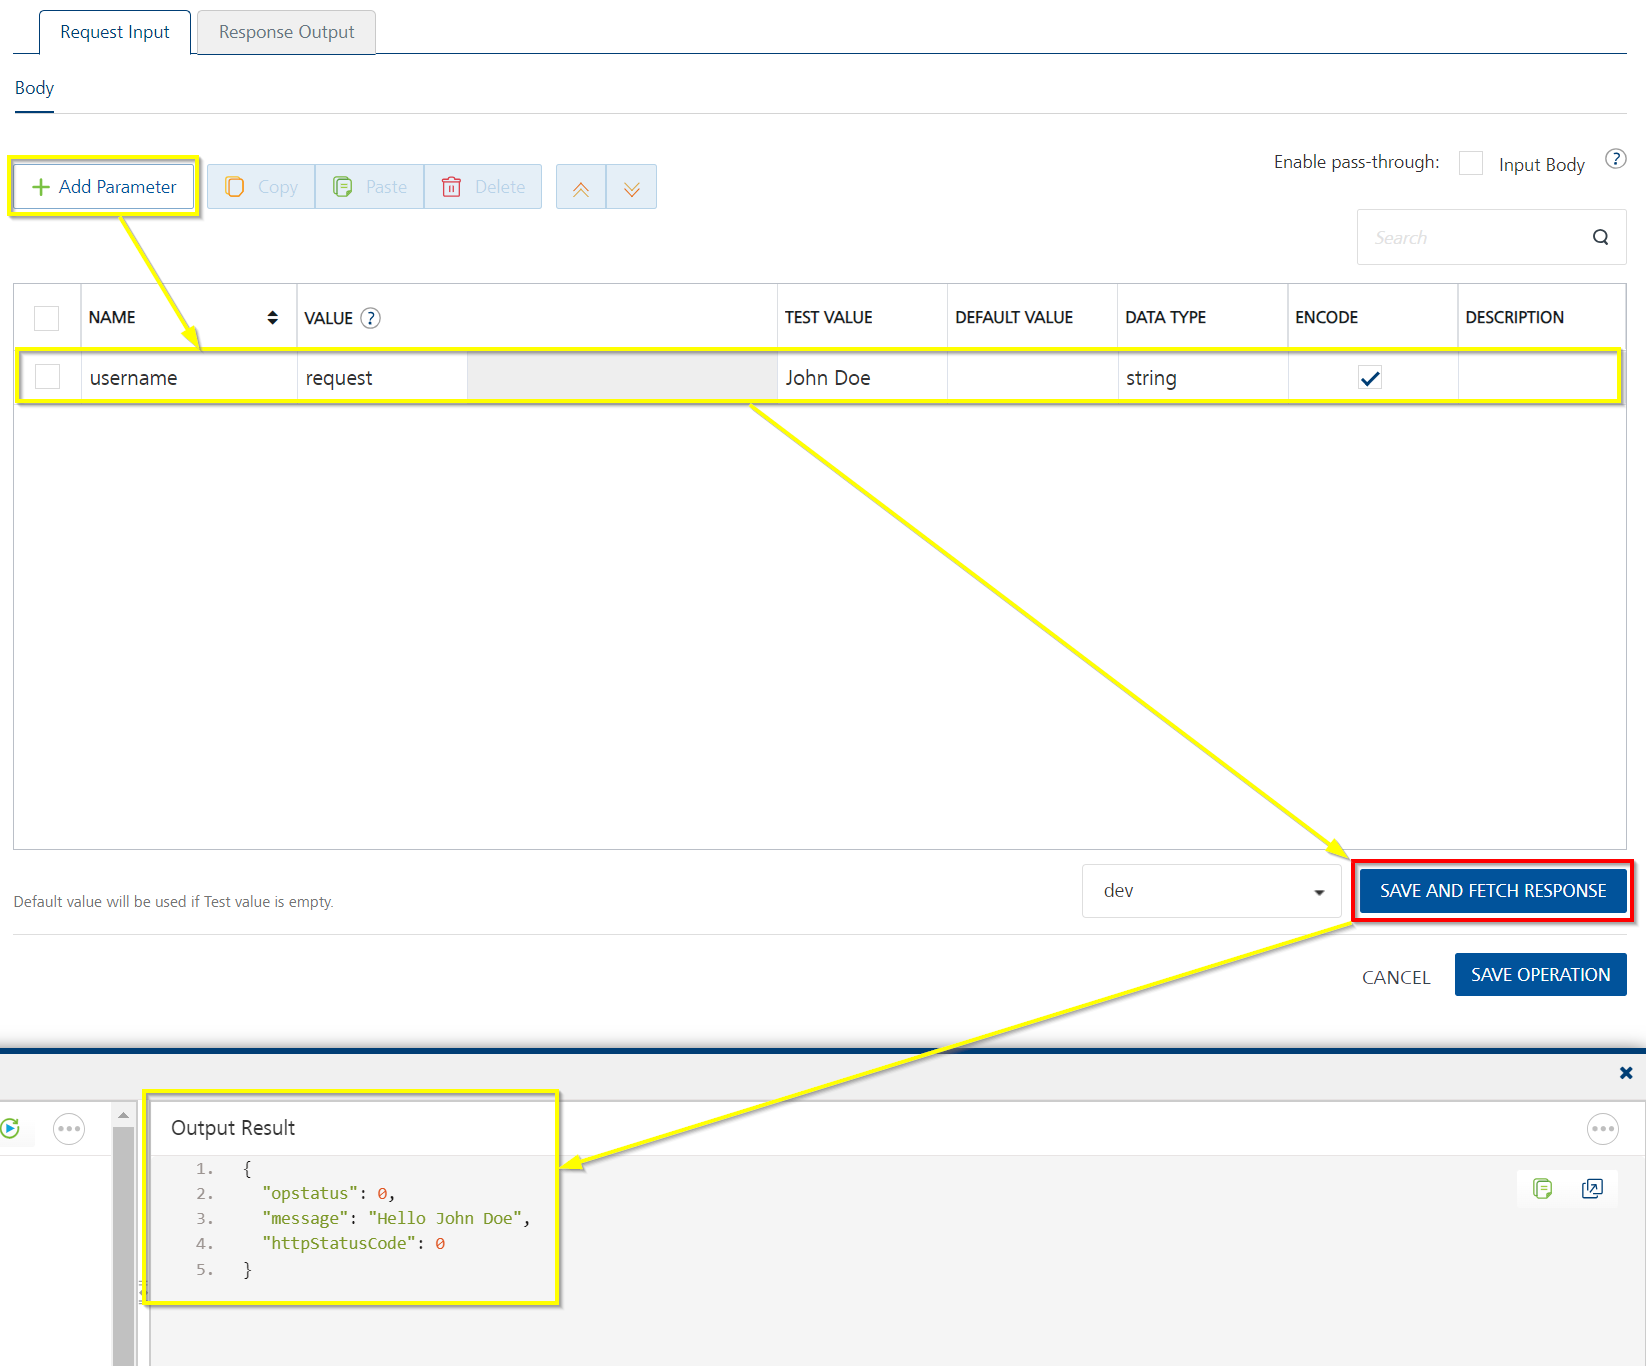 Request Input Response Output
Body
Enable pass-through: Input Body ?
+ Add Parameter Copy Paste Delete
Search
NAME VALUE ? TEST VALUE DEFAULT VALUE DATA TYPE ENCODE DESCRIPTION
username request John Doe string
dev SAVE AND FETCH RESPONSE
Default value will be used if Test value is empty.
CANCEL SAVE OPERATION
Output Result
1. {
2. "opstatus": 0,
3. "message": "Hello John Doe",
4. "httpStatusCode": 0
5. }